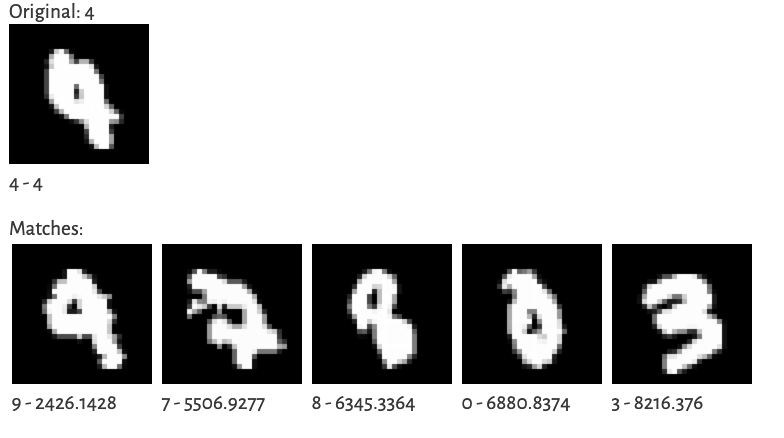 Original: 4
4 - 4
Matches:
9 - 2426.1428
7 - 5506.9277
8 - 6345.3364
0 - 6880.8374
3 - 8216.376